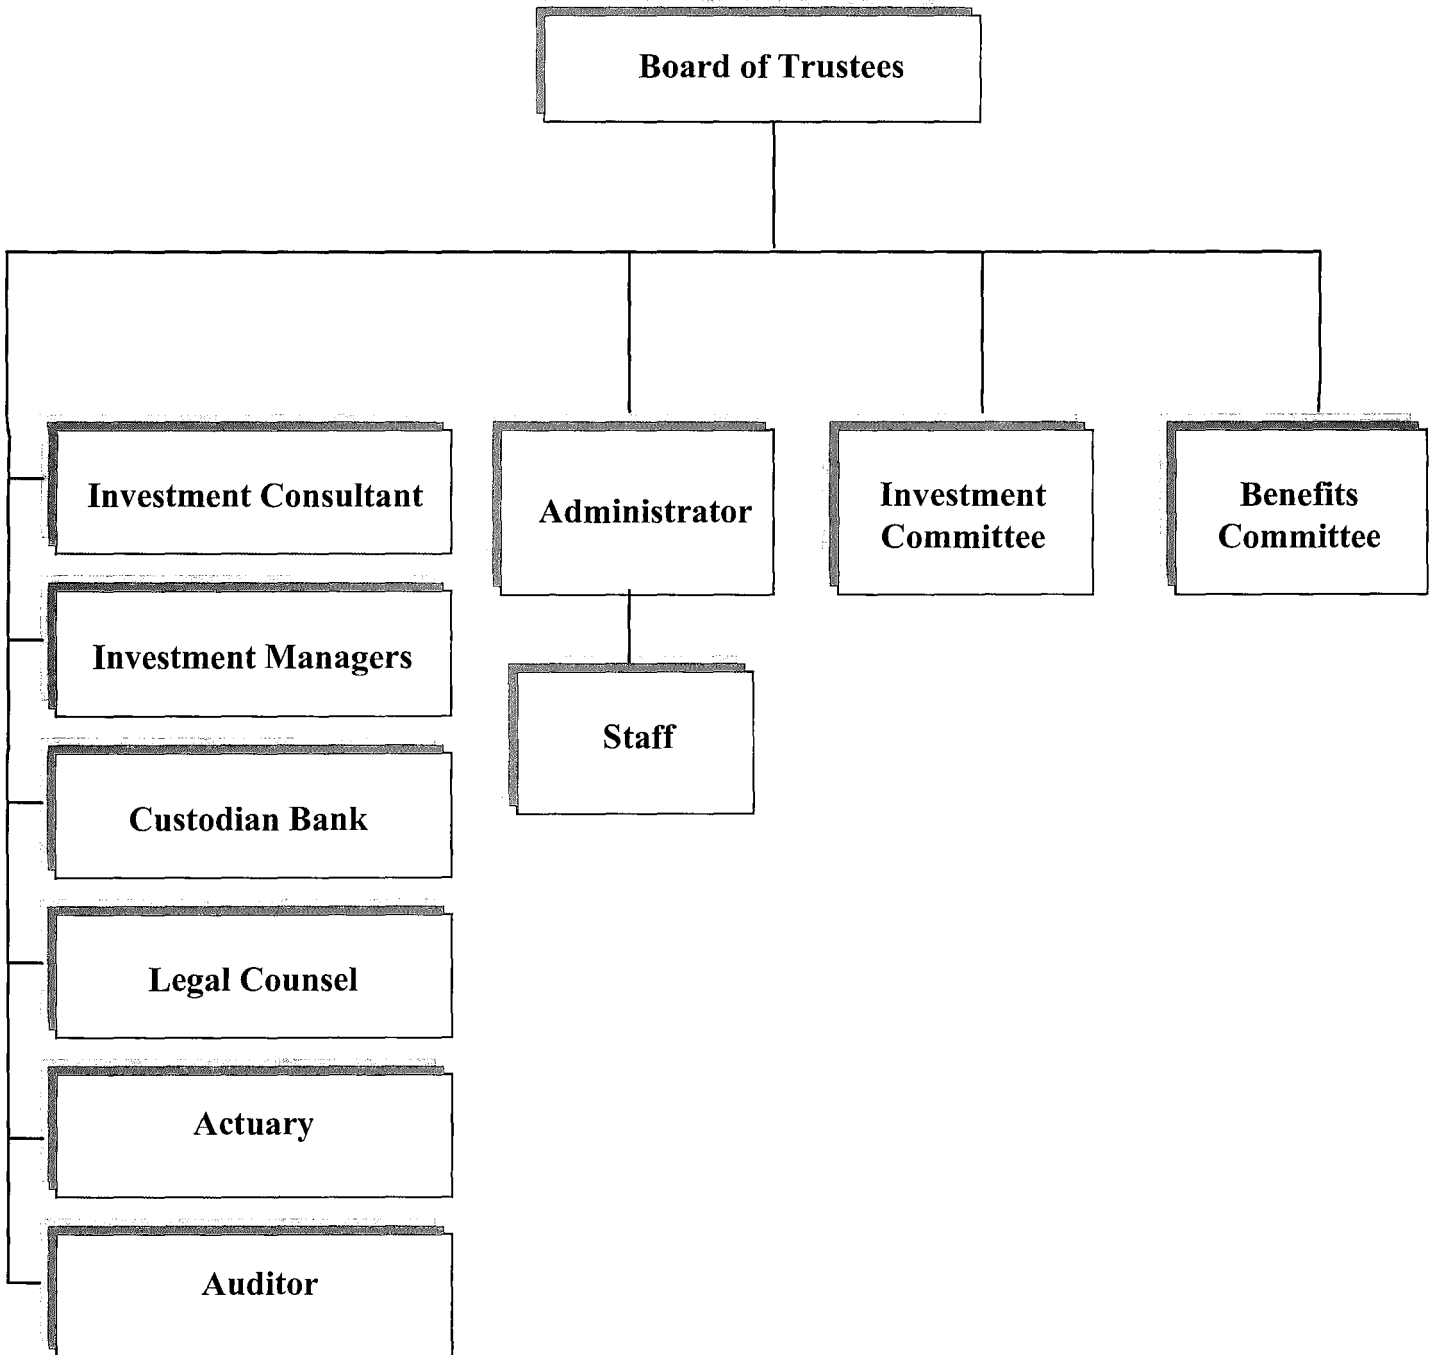 Board of Trustees
Investment Consultant
Administrator
Investment
Committee
Benefits
Committee
Investment Managers
Staff
Custodian Bank
Legal Counsel
Actuary
Auditor